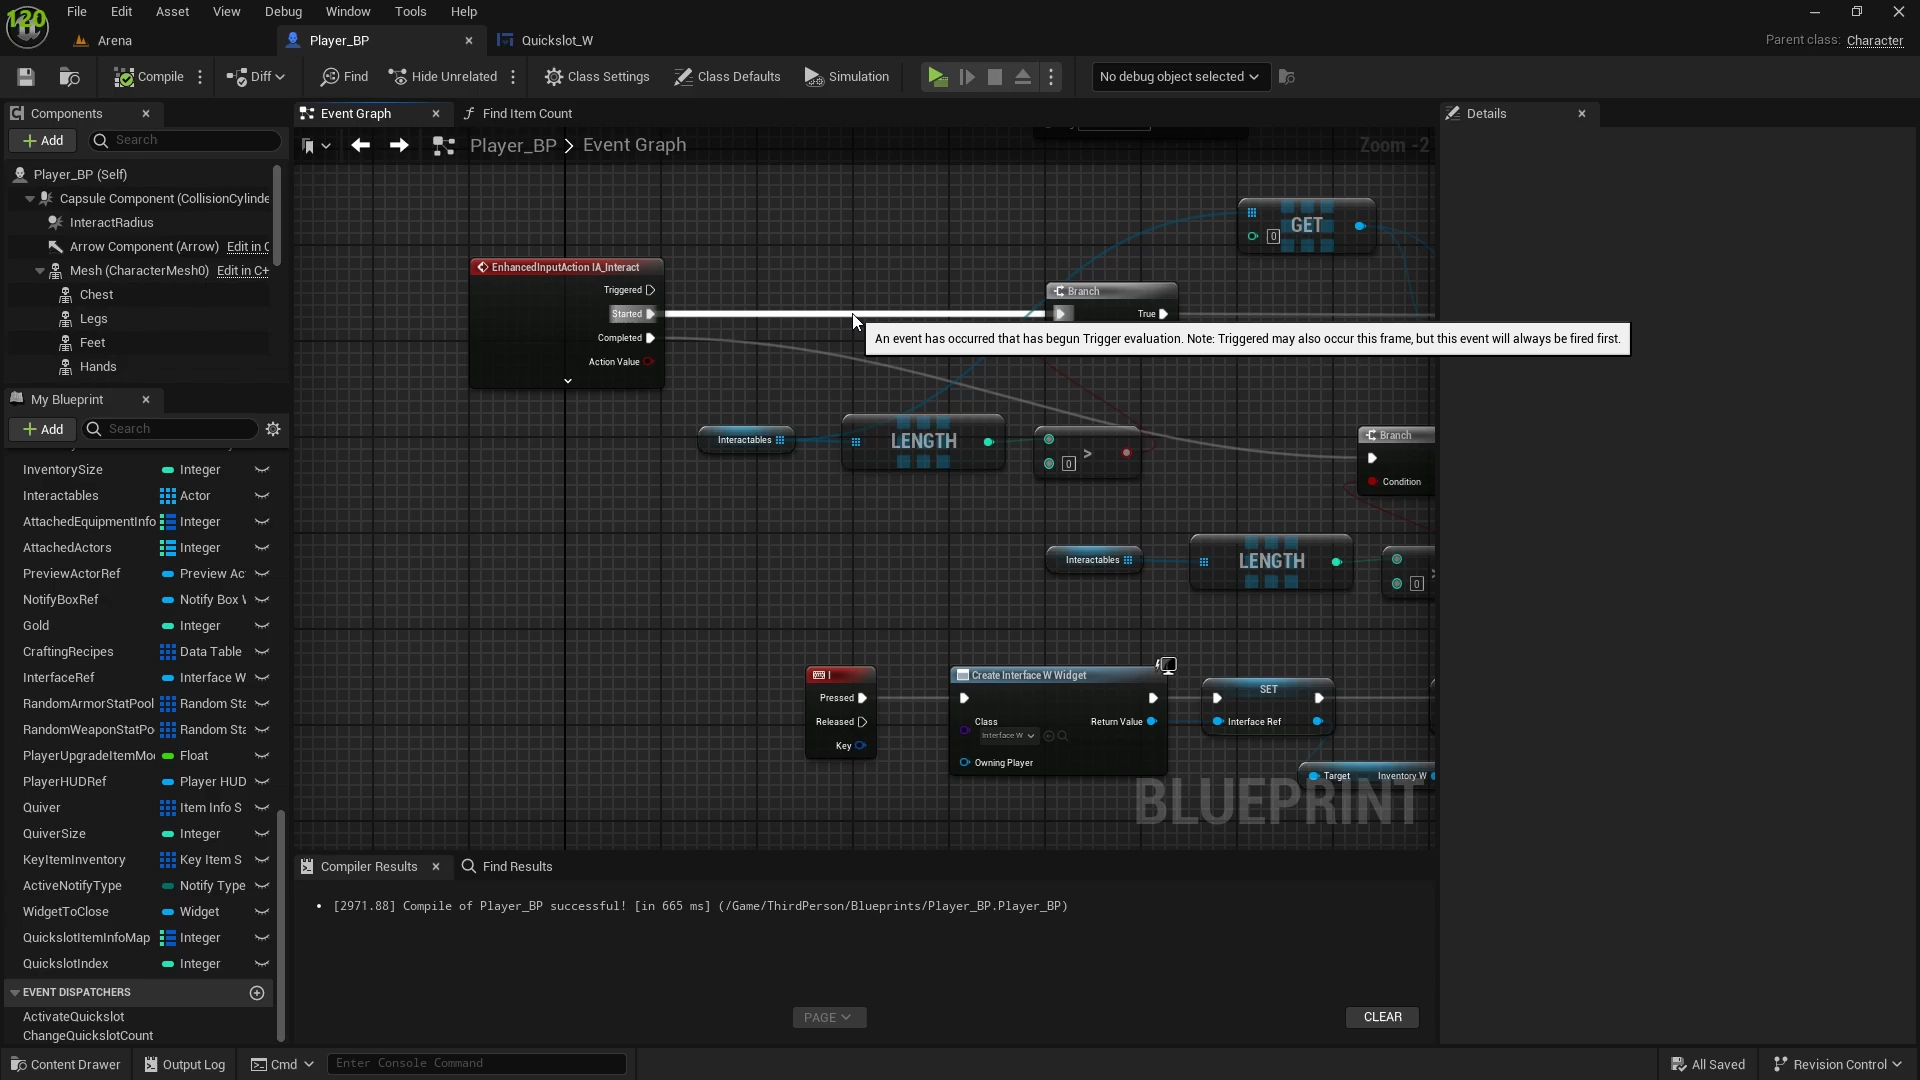 120
File Edit Asset View Debug Window Tools Help
Arena Player_BP Quickslot_W
Parent class: Character
Compile Diff Find Hide Unrelated Class Settings Class Defaults Simulation No debug object selected
Components
Add Search
Player_BP (Self)
Capsule Component (CollisionCylinde
InteractRadius
Arrow Component (Arrow) Edit in C
Mesh (CharacterMesh0) Edit in C+
Chest
Legs
Feet
Hands
My Blueprint
Add Search
InventorySize Integer
Interactables Actor
AttachedEquipmentInfo Integer
AttachedActors Integer
PreviewActorRef Preview Ac
NotifyBoxRef Notify Box
Gold Integer
CraftingRecipes Data Table
InterfaceRef Interface W
RandomArmorStatPool Random Sta
RandomWeaponStatPo Random Sta
PlayerUpgradeItemMo Float
PlayerHUDRef Player HUD
Quiver Item Info S
QuiverSize Integer
KeyItemInventory Key Item S
ActiveNotifyType Notify Type
WidgetToClose Widget
QuickslotItemInfoMap Integer
QuickslotIndex Integer
EVENT DISPATCHERS
ActivateQuickslot
ChangeQuickslotCount
Event Graph Find Item Count
Player_BP > Event Graph
Zoom -2
GET
0
EnhancedInputAction IA_Interact
Triggered
Started
Completed
Action Value
Branch
True
An event has occurred that has begun Trigger evaluation. Note: Triggered may also occur this frame, but this event will always be fired first.
Interactables
LENGTH
>
0
Branch
Condition
Interactables
LENGTH
0
I
Pressed
Released
Key
Create Interface W Widget
Class
Interface W
Return Value
Owning Player
SET
Interface Ref
Target Inventory W
BLUEPRINT
Compiler Results Find Results
[2971.88] Compile of Player_BP successful! [in 665 ms] (/Game/ThirdPerson/Blueprints/Player_BP.Player_BP)
PAGE
CLEAR
Details
Content Drawer Output Log Cmd Enter Console Command
All Saved Revision Control